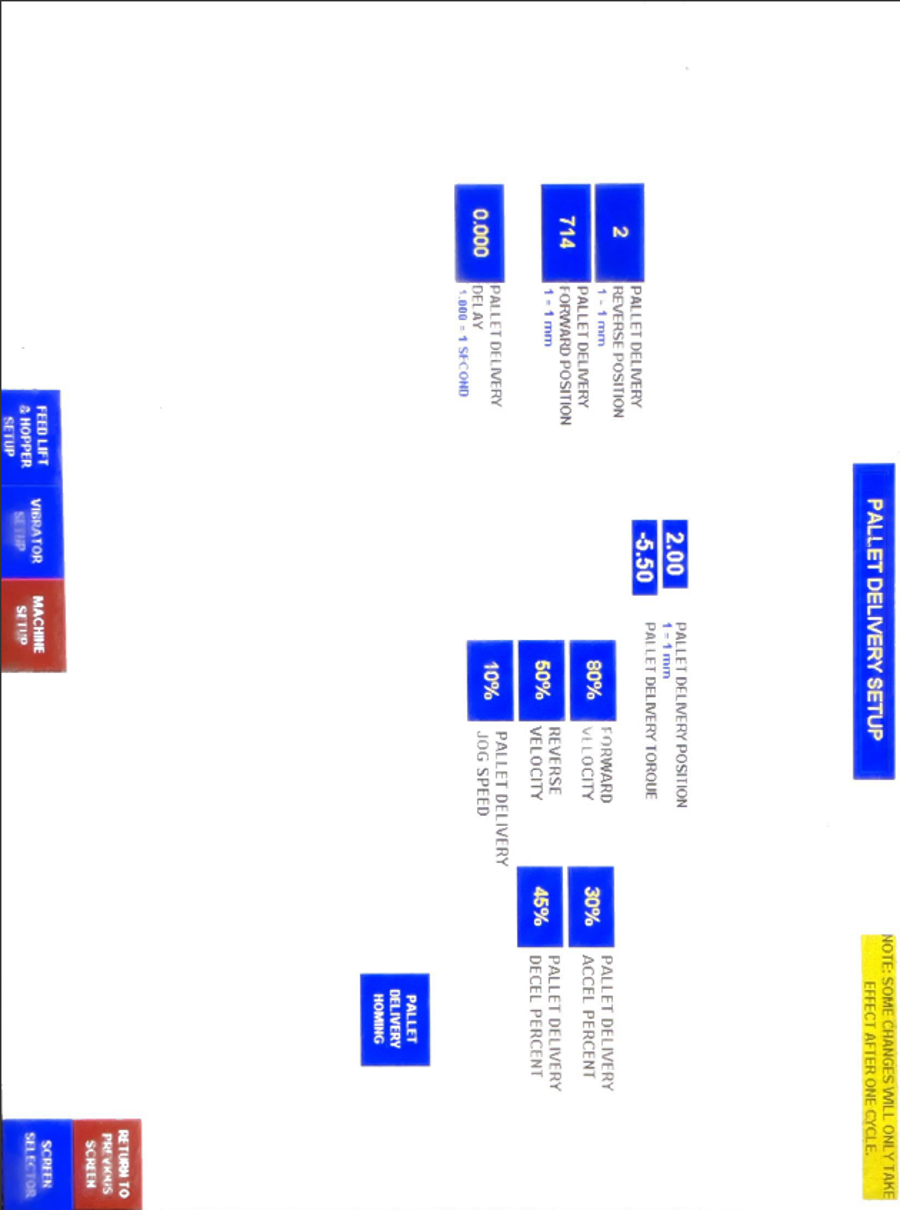 PALLET DELIVERY SETUP
NOTE: SOME CHANGES WILL ONLY TAKE
EFFECT AFTER ONE CYCLE.
2.00
PALLET DELIVERY POSITION
1 = 1 mm
-5.50
PALLET DELIVERY TORQUE
2
PALLET DELIVERY
REVERSE POSITION
1 = 1 mm
714
PALLET DELIVERY
FORWARD POSITION
1 = 1 mm
0.000
PALLET DELIVERY
DELAY
1.000 = 1 SECOND
80%
FORWARD
VELOCITY
50%
REVERSE
VELOCITY
10%
PALLET DELIVERY
JOG SPEED
30%
PALLET DELIVERY
ACCEL PERCENT
45%
PALLET DELIVERY
DECEL PERCENT
PALLET
DELIVERY
HOMING
RETURN TO
PREVIOUS
SCREEN
FEED LIFT
& HOPPER
SETUP
VIBRATOR
SETUP
MACHINE
SETUP
SCREEN
SELECTOR